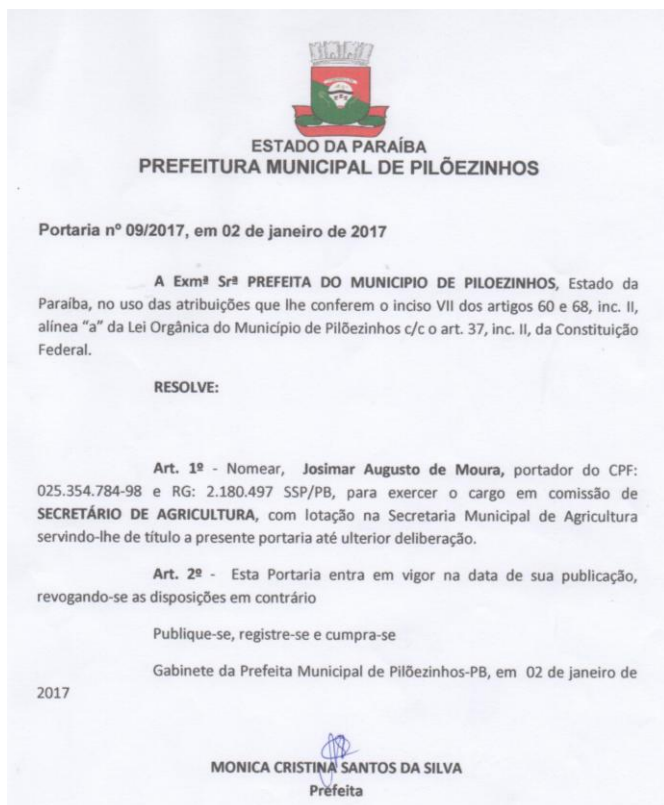 ESTADO DA PARAÍBA
PREFEITURA MUNICIPAL DE PILÕEZINHOS
Portaria nº 09/2017, em 02 de janeiro de 2017
A Exmª Srª PREFEITA DO MUNICIPIO DE PILOEZINHOS, Estado da
Paraíba, no uso das atribuições que lhe conferem o inciso VII dos artigos 60 e 68, inc. II,
alínea “a” da Lei Orgânica do Município de Pilõezinhos c/c o art. 37, inc. II, da Constituição
Federal.
RESOLVE:
Art. 1º - Nomear, Josimar Augusto de Moura, portador do CPF:
025.354.784-98 e RG: 2.180.497 SSP/PB, para exercer o cargo em comissão de
SECRETÁRIO DE AGRICULTURA, com lotação na Secretaria Municipal de Agricultura
servindo-lhe de título a presente portaria até ulterior deliberação.
Art. 2º - Esta Portaria entra em vigor na data de sua publicação,
revogando-se as disposições em contrário
Publique-se, registre-se e cumpra-se
Gabinete da Prefeita Municipal de Pilõezinhos-PB, em 02 de janeiro de
2017
MONICA CRISTINA SANTOS DA SILVA
Prefeita